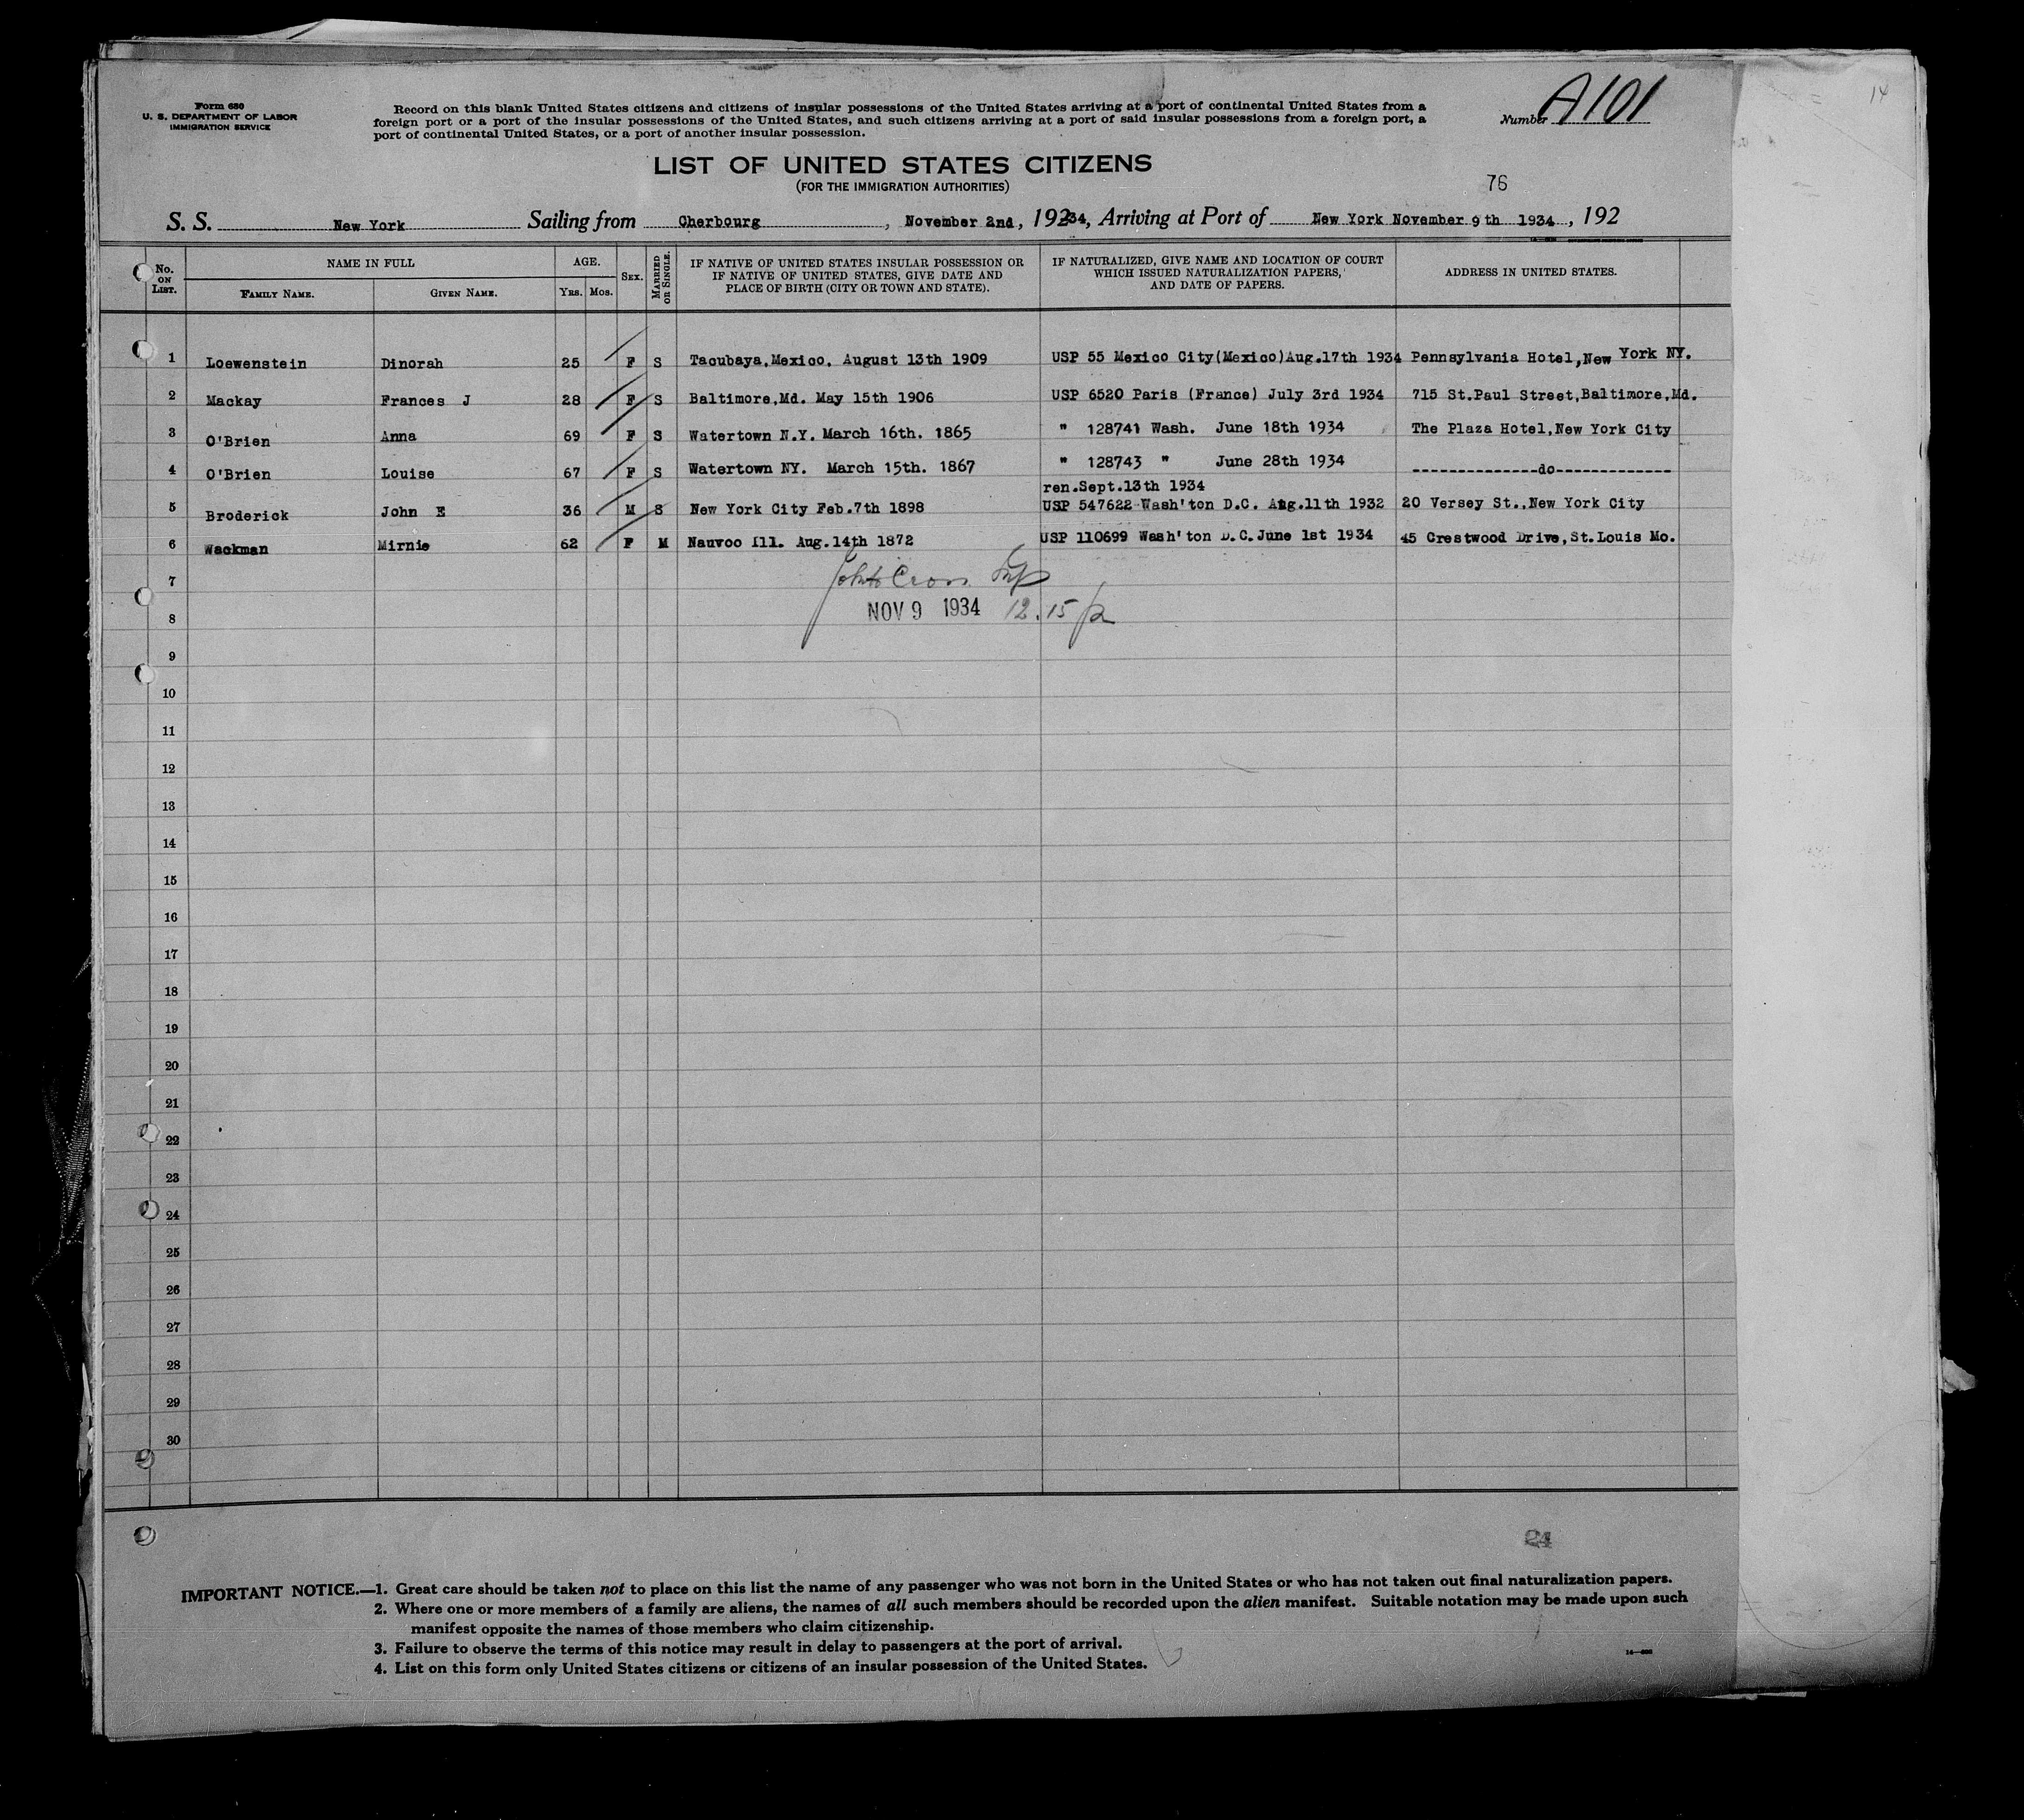 Form 630
U. S. DEPARTMENT OF LABOR
IMMIGRATION SERVICE
Record on this blank United States citizens and citizens of insular possessions of the United States arriving at a port of continental United States from a
foreign port or a port of the insular possessions of the United States, and such citizens arriving at a port of said insular possessions from a foreign port, a
port of continental United States, or a port of another insular possession.
Number A101
LIST OF UNITED STATES CITIZENS
(FOR THE IMMIGRATION AUTHORITIES)
76
S. S. New York Sailing from Cherbourg, November 2nd, 19234, Arriving at Port of New York November 9th 1934, 192
No. ON LIST. NAME IN FULL AGE. SEX. MARRIED OR SINGLE. IF NATIVE OF UNITED STATES INSULAR POSSESSION OR IF NATIVE OF UNITED STATES, GIVE DATE AND PLACE OF BIRTH (CITY OR TOWN AND STATE). IF NATURALIZED, GIVE NAME AND LOCATION OF COURT WHICH ISSUED NATURALIZATION PAPERS, AND DATE OF PAPERS. ADDRESS IN UNITED STATES.
FAMILY NAME. GIVEN NAME. YRS. MOS.
1 Loewenstein Dinorah 25 F S Tacubaya,Mexico, August 13th 1909 USP 55 Mexico City(Mexico)Aug.17th 1934 Pennsylvania Hotel,New York NY.
2 Mackay Frances J 28 F S Baltimore,Md. May 15th 1906 USP 6520 Paris (France) July 3rd 1934 715 St.Paul Street,Baltimore,Md.
3 O'Brien Anna 69 F S Watertown N.Y. March 16th. 1865 " 128741 Wash. June 18th 1934 The Plaza Hotel,New York City
4 O'Brien Louise 67 F S Watertown NY. March 15th. 1867 " 128743 " June 28th 1934 --------------do-------------
ren.Sept.13th 1934
5 Broderick John E 36 M S New York City Feb.7th 1898 USP 547622 Wash'ton D.C. Aug.11th 1932 20 Versey St.,New York City
6 Wackman Mirnie 62 F M Nauvoo Ill. Aug.14th 1872 USP 110699 Wash'ton D.C.June 1st 1934 45 Crestwood Drive,St.Louis Mo.
7
NOV 9 1934 12.15
8
9
10
11
12
13
14
15
16
17
18
19
20
21
22
23
24
25
26
27
28
29
30
24
IMPORTANT NOTICE.—1. Great care should be taken not to place on this list the name of any passenger who was not born in the United States or who has not taken out final naturalization papers.
2. Where one or more members of a family are aliens, the names of all such members should be recorded upon the alien manifest. Suitable notation may be made upon such
manifest opposite the names of those members who claim citizenship.
3. Failure to observe the terms of this notice may result in delay to passengers at the port of arrival.
4. List on this form only United States citizens or citizens of an insular possession of the United States.
14